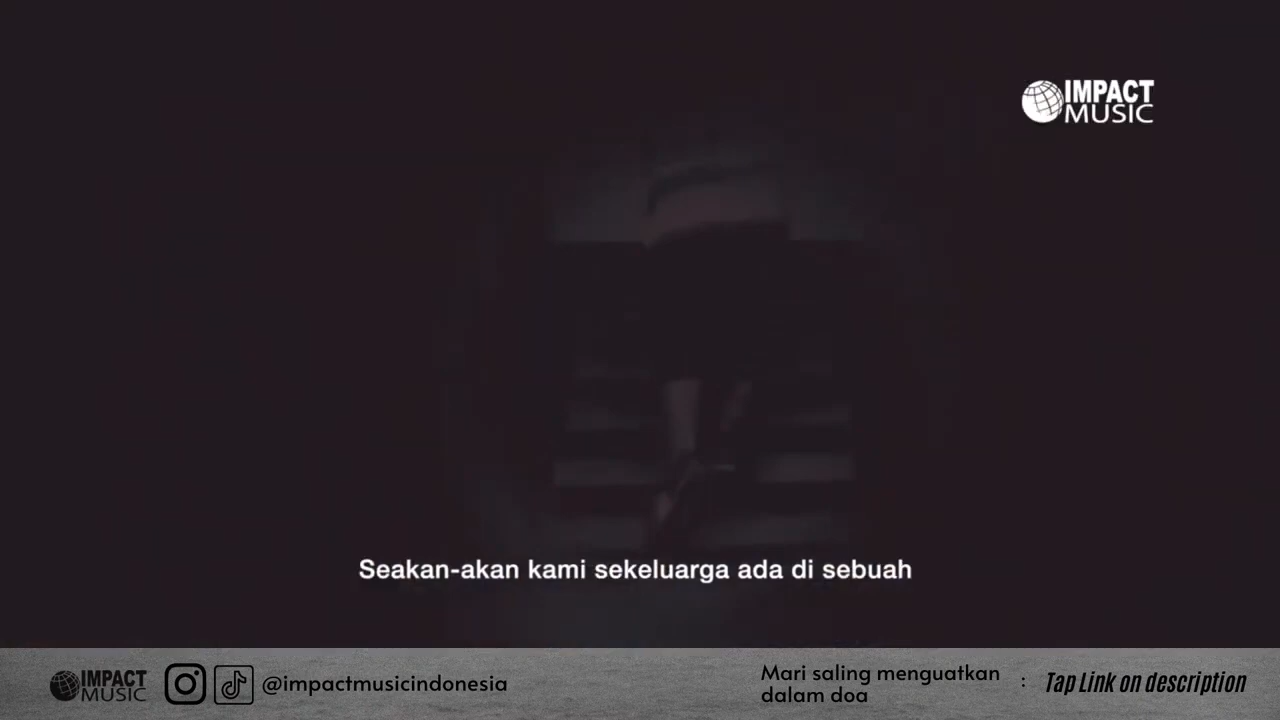 IMPACT
MUSIC
Seakan-akan kami sekeluarga ada di sebuah
IMPACT
MUSIC
@impactmusicindonesia
Mari saling menguatkan
dalam doa
:
Tap Link on description